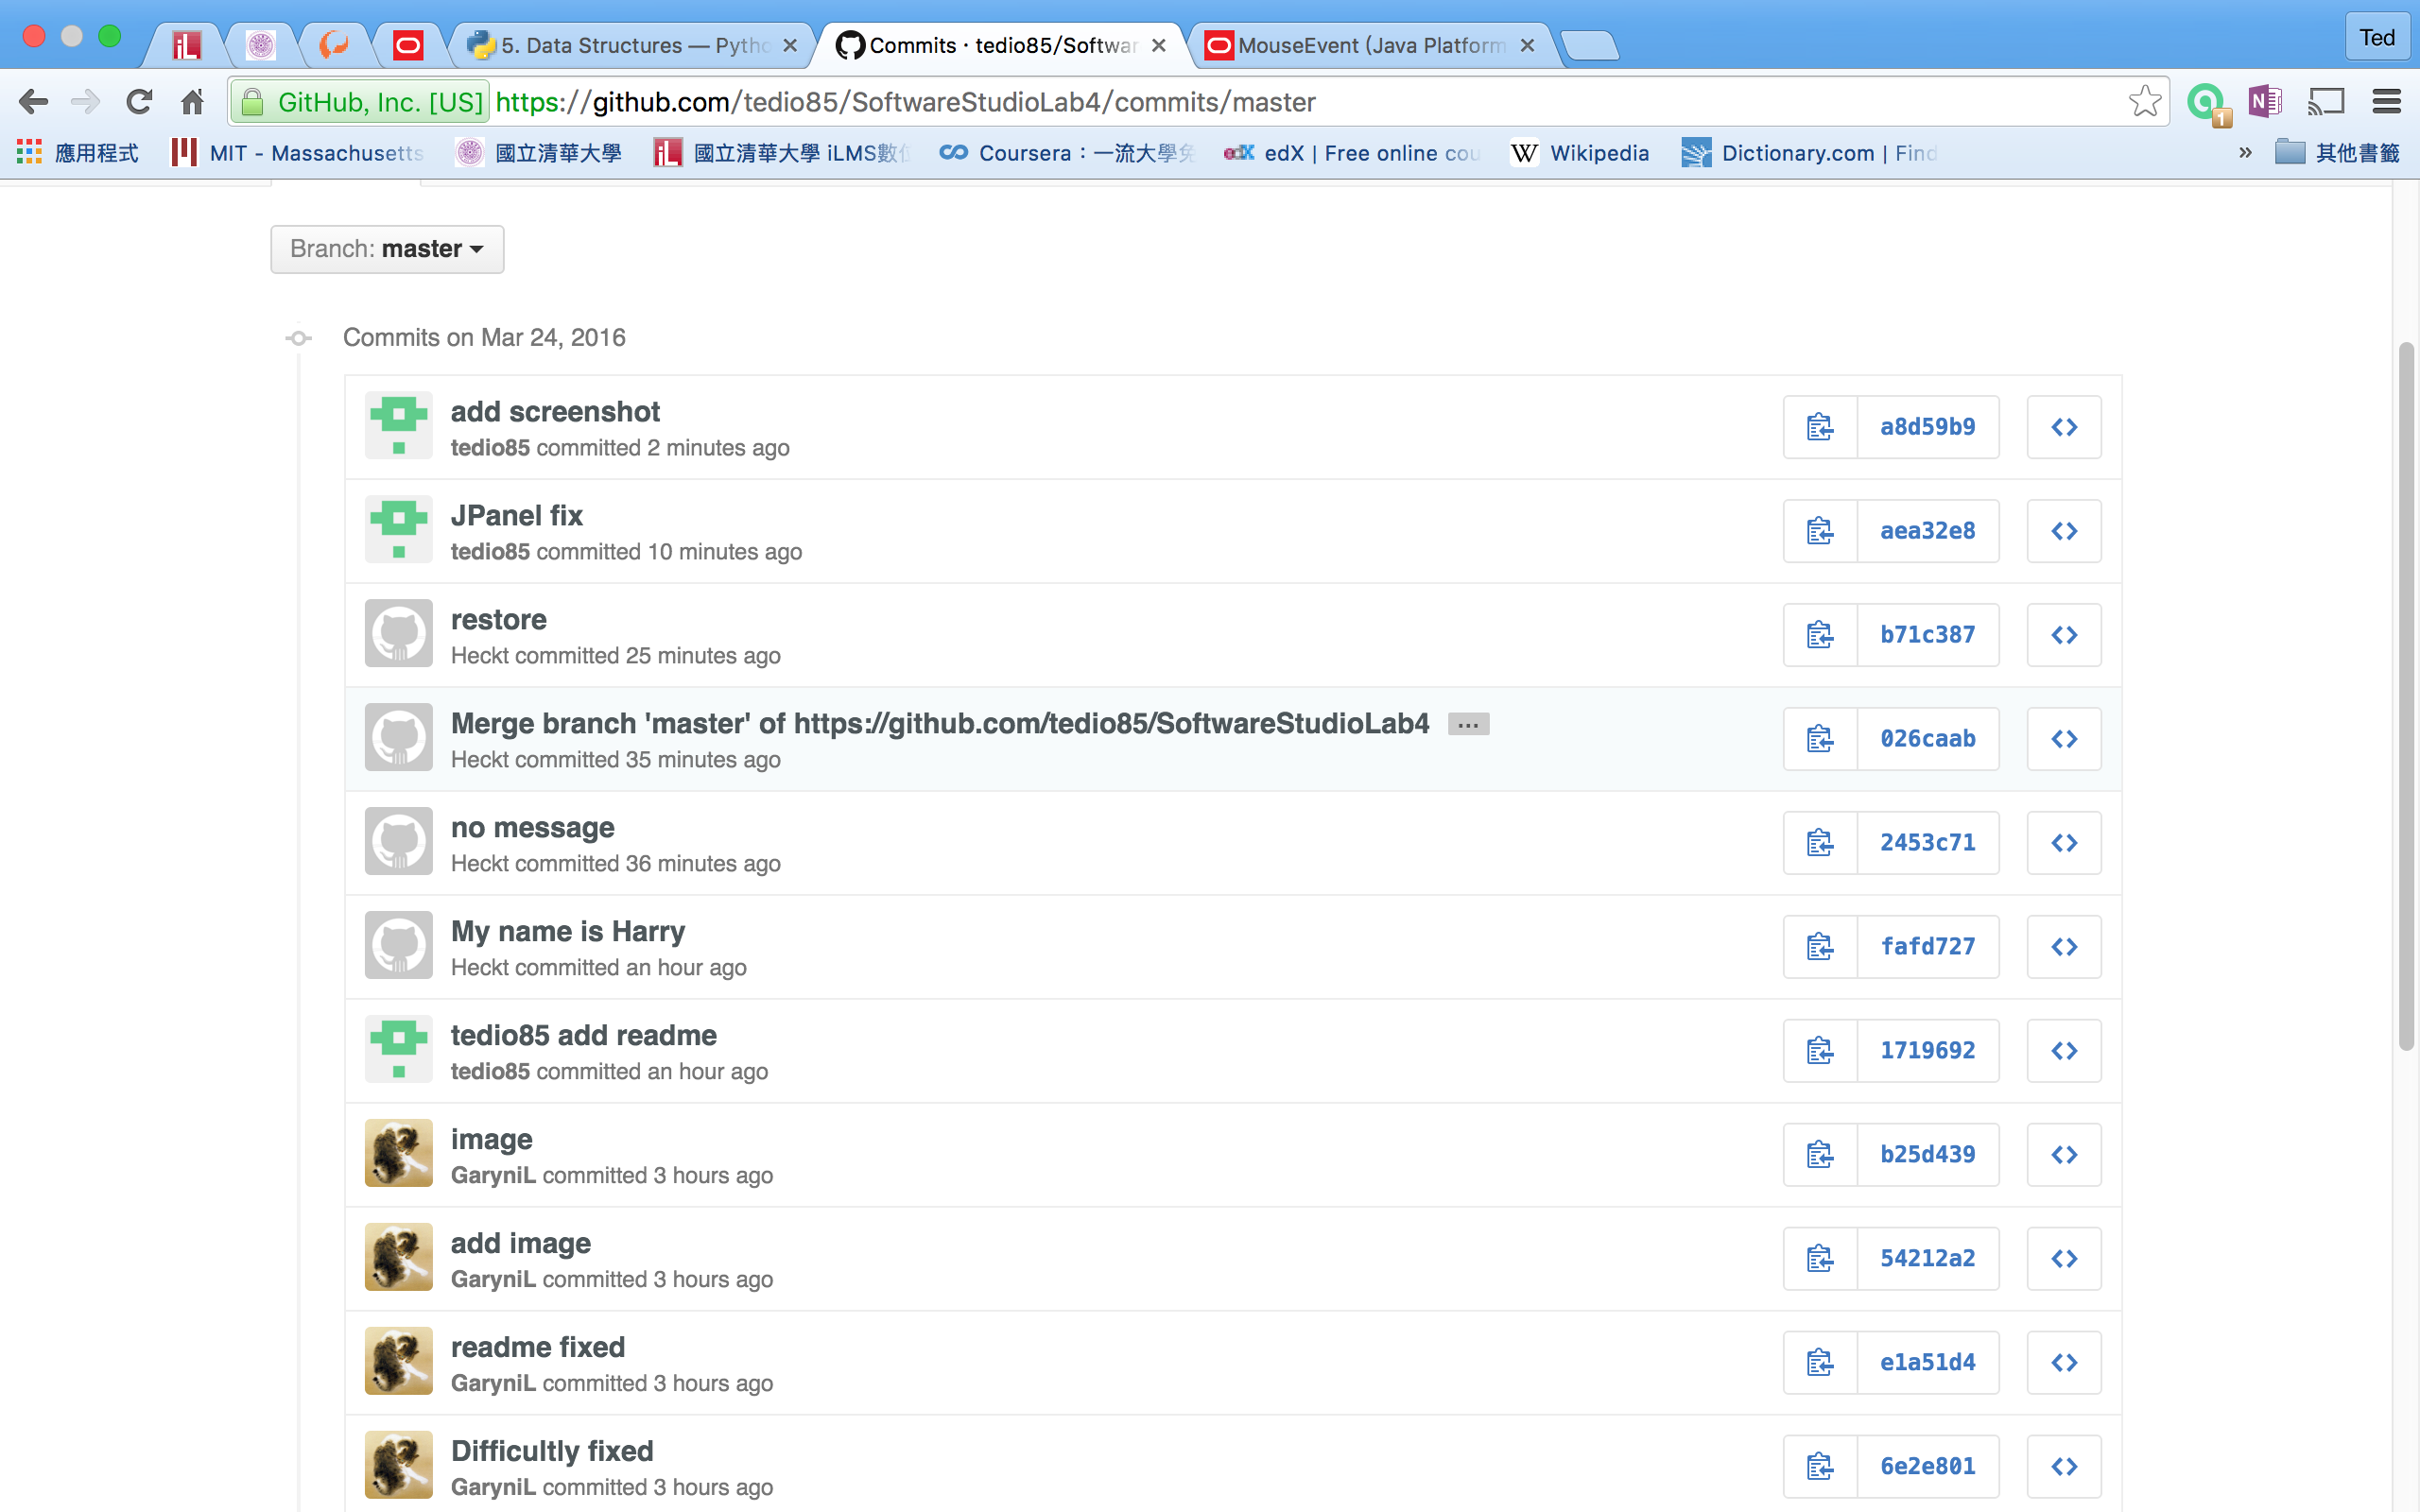 5. Data Structures — Pytho
Commits · tedio85/Softwar
MouseEvent (Java Platform
Ted
GitHub, Inc. [US] https://github.com/tedio85/SoftwareStudioLab4/commits/master
1
應用程式
MIT - Massachusetts
國立清華大學
iL 國立清華大學 iLMS數位
Coursera：一流大學免
edX edX | Free online cou
W Wikipedia
Dictionary.com | Find
»
其他書籤
Branch: master
Commits on Mar 24, 2016
add screenshot
tedio85 committed 2 minutes ago
a8d59b9
JPanel fix
tedio85 committed 10 minutes ago
aea32e8
restore
Heckt committed 25 minutes ago
b71c387
Merge branch 'master' of https://github.com/tedio85/SoftwareStudioLab4 …
Heckt committed 35 minutes ago
026caab
no message
Heckt committed 36 minutes ago
2453c71
My name is Harry
Heckt committed an hour ago
fafd727
tedio85 add readme
tedio85 committed an hour ago
1719692
image
GaryniL committed 3 hours ago
b25d439
add image
GaryniL committed 3 hours ago
54212a2
readme fixed
GaryniL committed 3 hours ago
e1a51d4
Difficultly fixed
GaryniL committed 3 hours ago
6e2e801